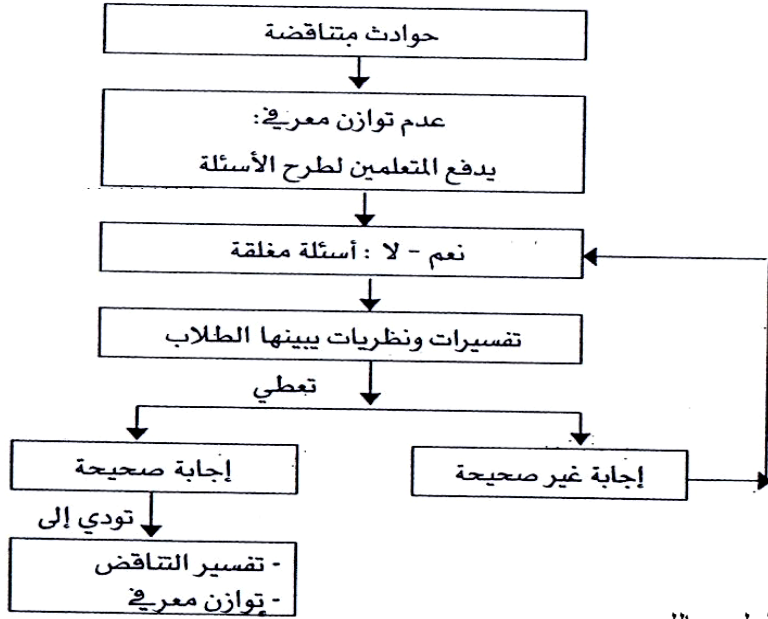 حوادث متناقضة
عدم توازن معرفي:
يدفع المتعلمين لطرح الأسئلة
نعم - لا : أسئلة مغلقة
تفسيرات ونظريات يبينها الطلاب
تعطي
إجابة صحيحة
إجابة غير صحيحة
تودي إلى
- تفسير التناقض
- توازن معرفي